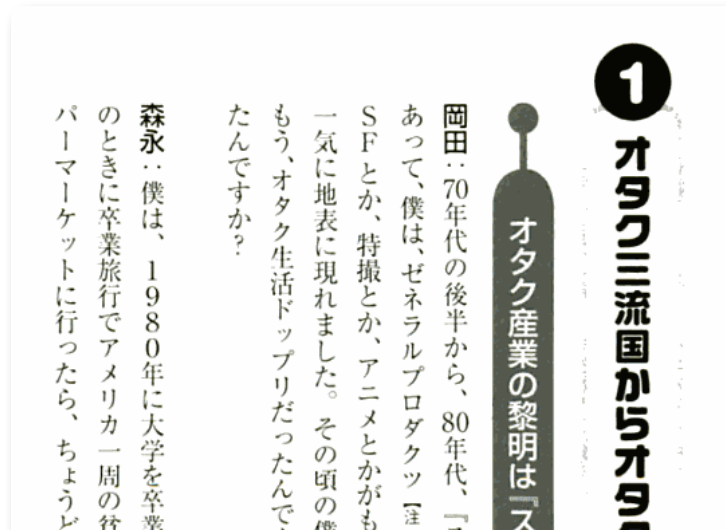 1
オタク三流国からオタ
オタク産業の黎明は『ス
岡田：70年代の後半から、80年代、『ス
あって、僕は、ゼネラルプロダクツ【注
ＳＦとか、特撮とか、アニメとかがも
一気に地表に現れました。その頃の僕
もう、オタク生活ドップリだったんで
たんですか？
森永：僕は、1980年に大学を卒業
のときに卒業旅行でアメリカ一周の貧
パーマーケットに行ったら、ちょうど